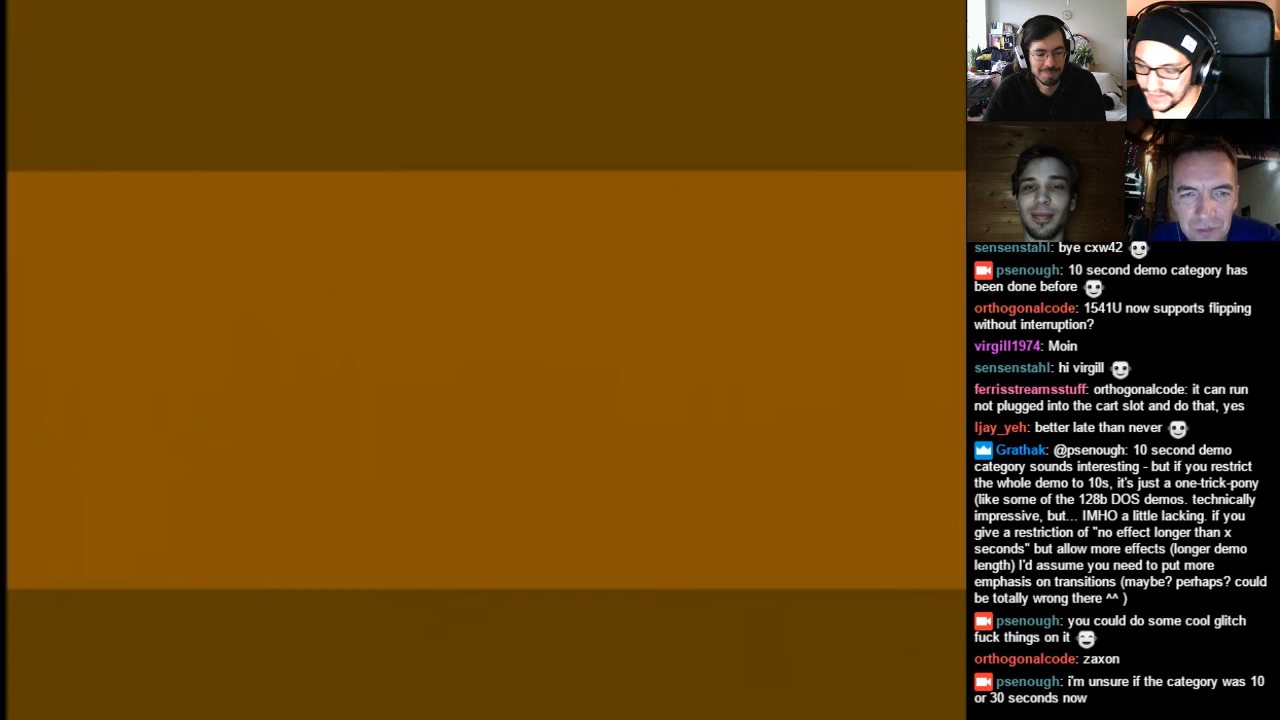 sensenstahl: bye cxw42
psenough: 10 second demo category has
been done before
orthogonalcode: 1541U now supports flipping
without interruption?
virgill1974: Moin
sensenstahl: hi virgill
ferrisstreamsstuff: orthogonalcode: it can run
not plugged into the cart slot and do that, yes
ljay_yeh: better late than never
Grathak: @psenough: 10 second demo
category sounds interesting - but if you restrict
the whole demo to 10s, it's just a one-trick-pony
(like some of the 128b DOS demos. technically
impressive, but... IMHO a little lacking. if you
give a restriction of "no effect longer than x
seconds" but allow more effects (longer demo
length) I'd assume you need to put more
emphasis on transitions (maybe? perhaps? could
be totally wrong there ^^ )
psenough: you could do some cool glitch
fuck things on it
orthogonalcode: zaxon
psenough: i'm unsure if the category was 10
or 30 seconds now